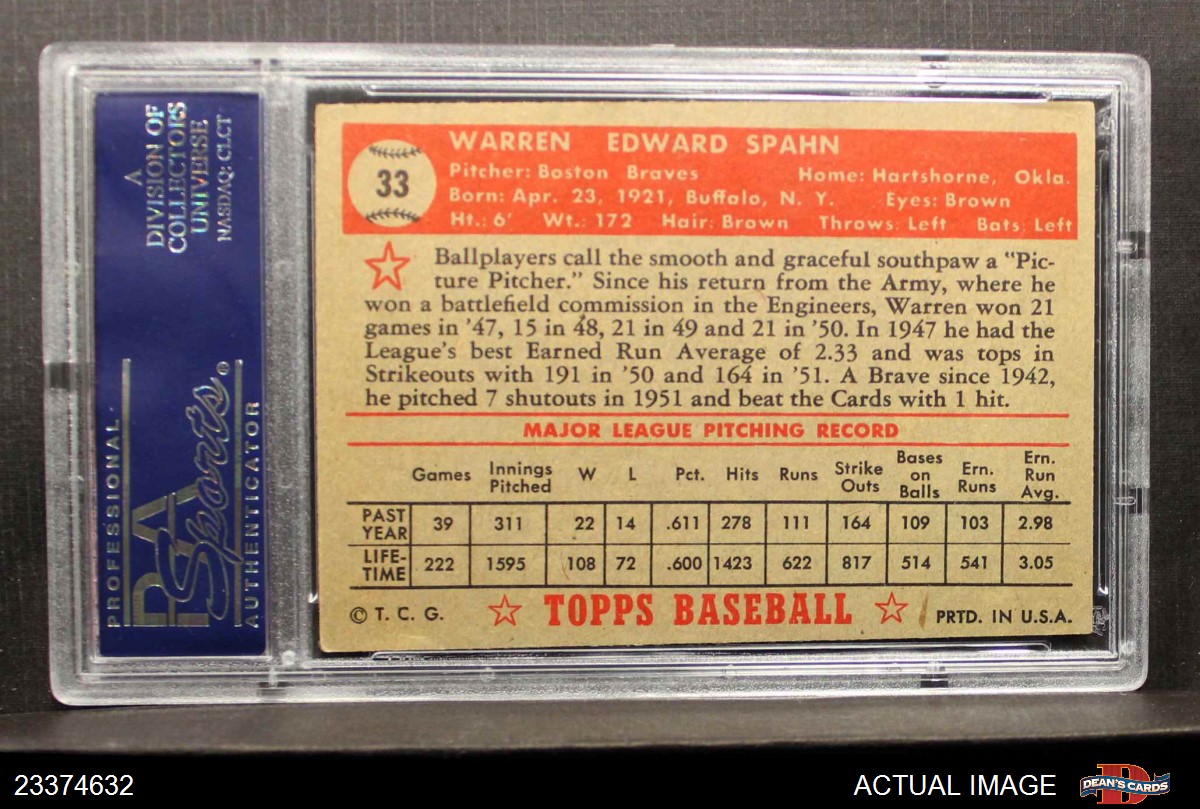 A
DIVISION OF
COLLECTORS
UNIVERSE
NASDAQ: CLCT
PROFESSIONAL
PSA
Sports®
AUTHENTICATOR
33
WARREN EDWARD SPAHN
Pitcher: Boston Braves Home: Hartshorne, Okla.
Born: Apr. 23, 1921, Buffalo, N. Y. Eyes: Brown
Ht.: 6' Wt.: 172 Hair: Brown Throws: Left Bats: Left
Ballplayers call the smooth and graceful southpaw a "Pic-
ture Pitcher." Since his return from the Army, where he
won a battlefield commission in the Engineers, Warren won 21
games in '47, 15 in 48, 21 in 49 and 21 in '50. In 1947 he had the
League's best Earned Run Average of 2.33 and was tops in
Strikeouts with 191 in '50 and 164 in '51. A Brave since 1942,
he pitched 7 shutouts in 1951 and beat the Cards with 1 hit.
MAJOR LEAGUE PITCHING RECORD
Games Innings Pitched W L Pct. Hits Runs Strike Outs Bases on Balls Ern. Runs Ern. Run Avg.
PAST YEAR 39 311 22 14 .611 278 111 164 109 103 2.98
LIFE-TIME 222 1595 108 72 .600 1423 622 817 514 541 3.05
© T. C. G. TOPPS BASEBALL PRTD. IN U.S.A.
23374632 ACTUAL IMAGE DEAN'S CARDS